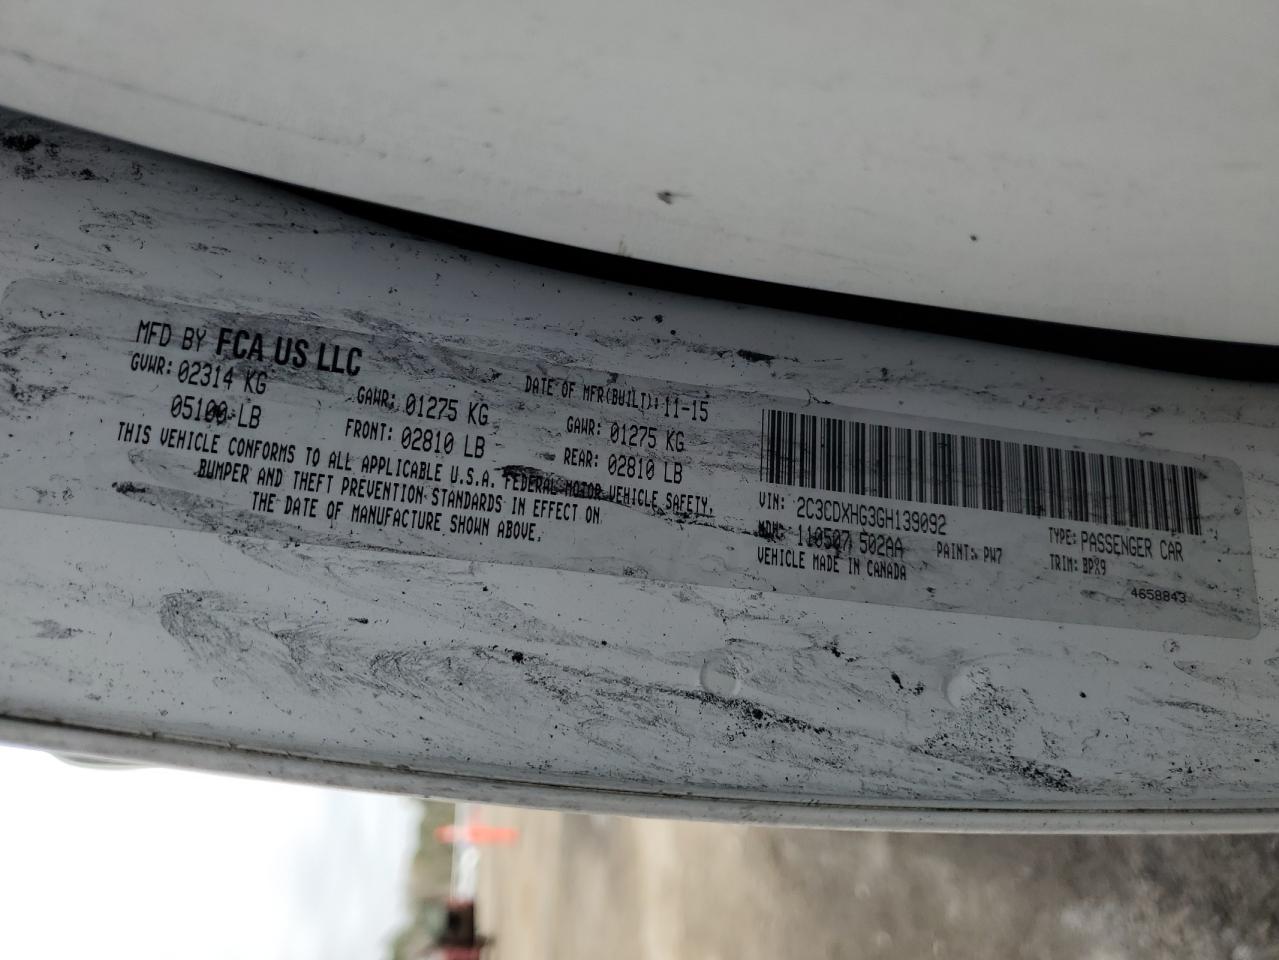 MFD BY FCA US LLC
DATE OF MFR(BUILT): 11-15
GVWR: 02314 KG
05100 LB
GAWR: 01275 KG
FRONT: 02810 LB
GAWR: 01275 KG
REAR: 02810 LB
THIS VEHICLE CONFORMS TO ALL APPLICABLE U.S.A. FEDERAL MOTOR VEHICLE SAFETY,
BUMPER AND THEFT PREVENTION STANDARDS IN EFFECT ON
THE DATE OF MANUFACTURE SHOWN ABOVE.
VIN: 2C3CDXHG3GH139092
TYPE: PASSENGER CAR
MDH: 110507 502AA
PAINT: PW7
TRIM: BPX9
VEHICLE MADE IN CANADA
4658843